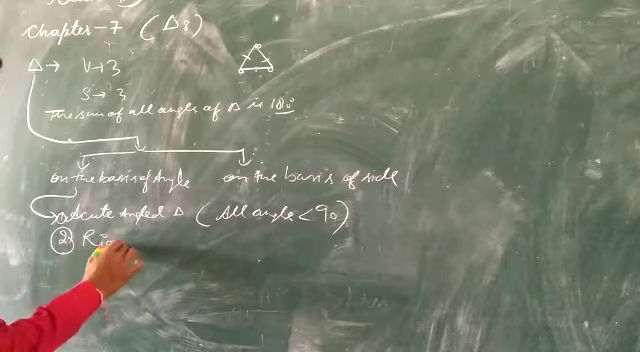 Chapter-7 (Δs)
Δ→ V→3
S→3
The sum of all angle of Δ is 180°
on the basis of Angle on the basis of side
① Acute Angled Δ (All angle<90)
② Ri